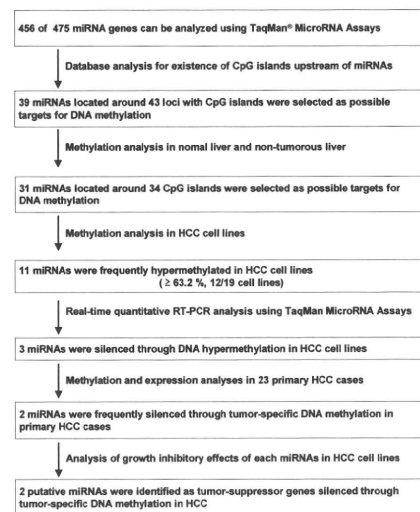 456 of 475 miRNA genes can be analyzed using TaqMan® MicroRNA Assays
Database analysis for existence of CpG islands upstream of miRNAs
39 miRNAs located around 43 loci with CpG islands were selected as possible
targets for DNA methylation
Methylation analysis in nomal liver and non-tumorous liver
31 miRNAs located around 34 CpG islands were selected as possible targets for
DNA methylation
Methylation analysis in HCC cell lines
11 miRNAs were frequently hypermethylated in HCC cell lines
( ≥ 63.2 %, 12/19 cell lines)
Real-time quantitative RT-PCR analysis using TaqMan MicroRNA Assays
3 miRNAs were silenced through DNA hypermethylation in HCC cell lines
Methylation and expression analyses in 23 primary HCC cases
2 miRNAs were frequently silenced through tumor-specific DNA methylation in
primary HCC cases
Analysis of growth inhibitory effects of each miRNAs in HCC cell lines
2 putative miRNAs were identified as tumor-suppressor genes silenced through
tumor-specific DNA methylation in HCC